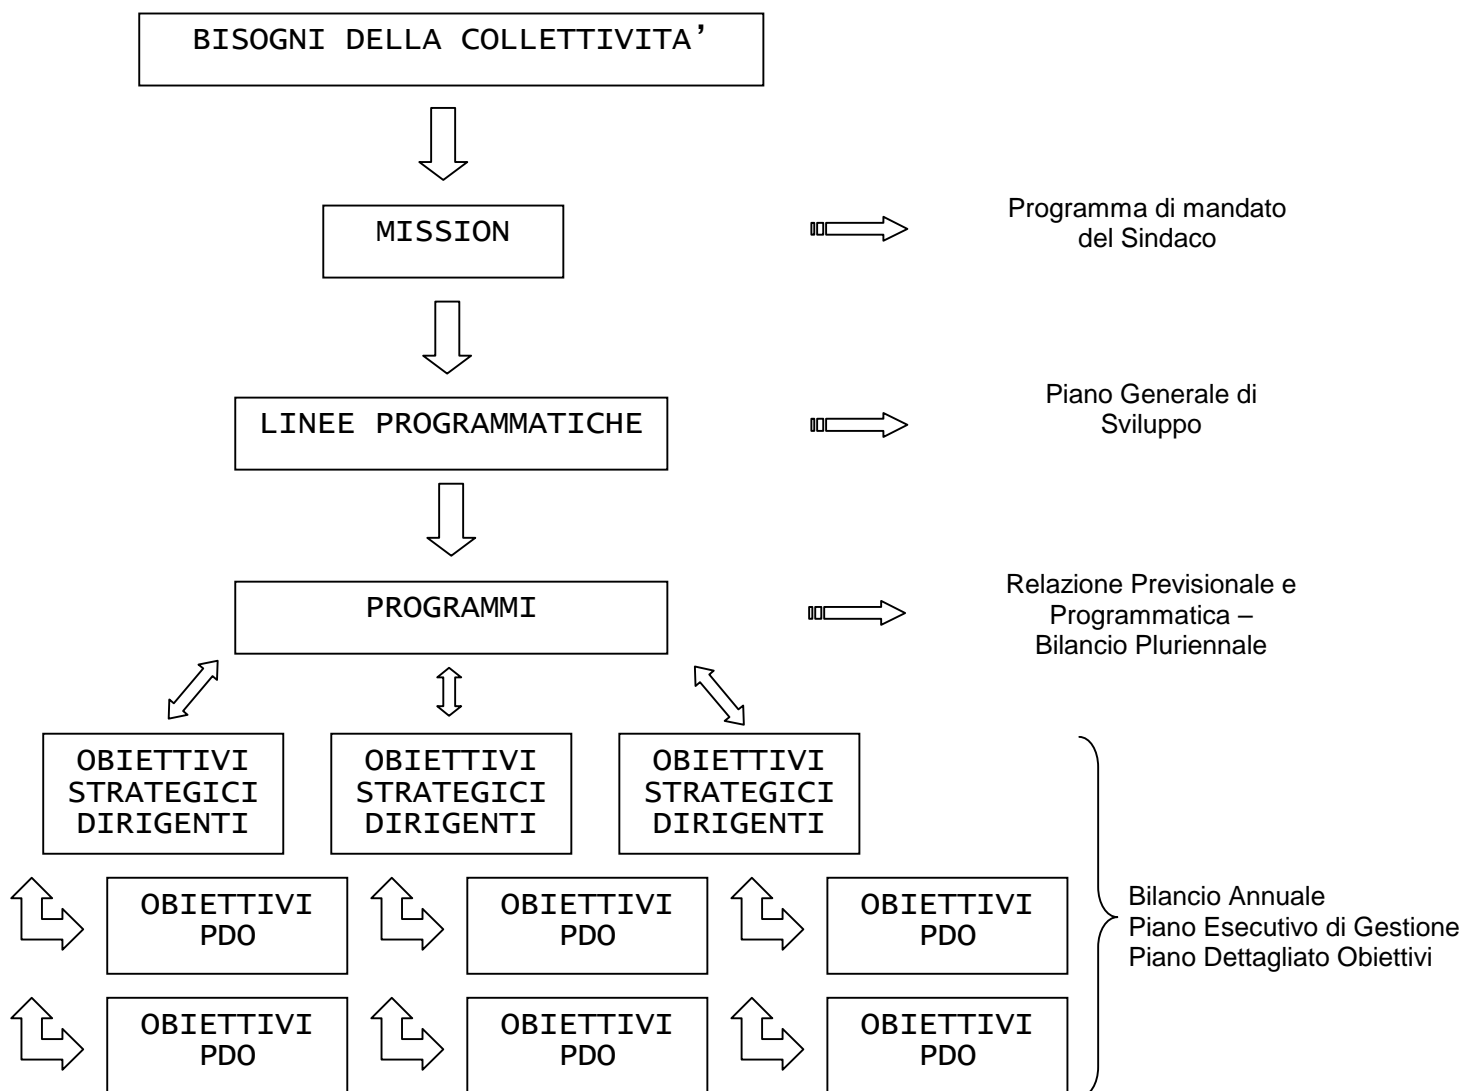 BISOGNI DELLA COLLETTIVITA’
MISSION
Programma di mandato
del Sindaco
LINEE PROGRAMMATICHE
Piano Generale di
Sviluppo
PROGRAMMI
Relazione Previsionale e
Programmatica –
Bilancio Pluriennale
OBIETTIVI
STRATEGICI
DIRIGENTI
OBIETTIVI
STRATEGICI
DIRIGENTI
OBIETTIVI
STRATEGICI
DIRIGENTI
OBIETTIVI
PDO
OBIETTIVI
PDO
OBIETTIVI
PDO
Bilancio Annuale
Piano Esecutivo di Gestione
Piano Dettagliato Obiettivi
OBIETTIVI
PDO
OBIETTIVI
PDO
OBIETTIVI
PDO